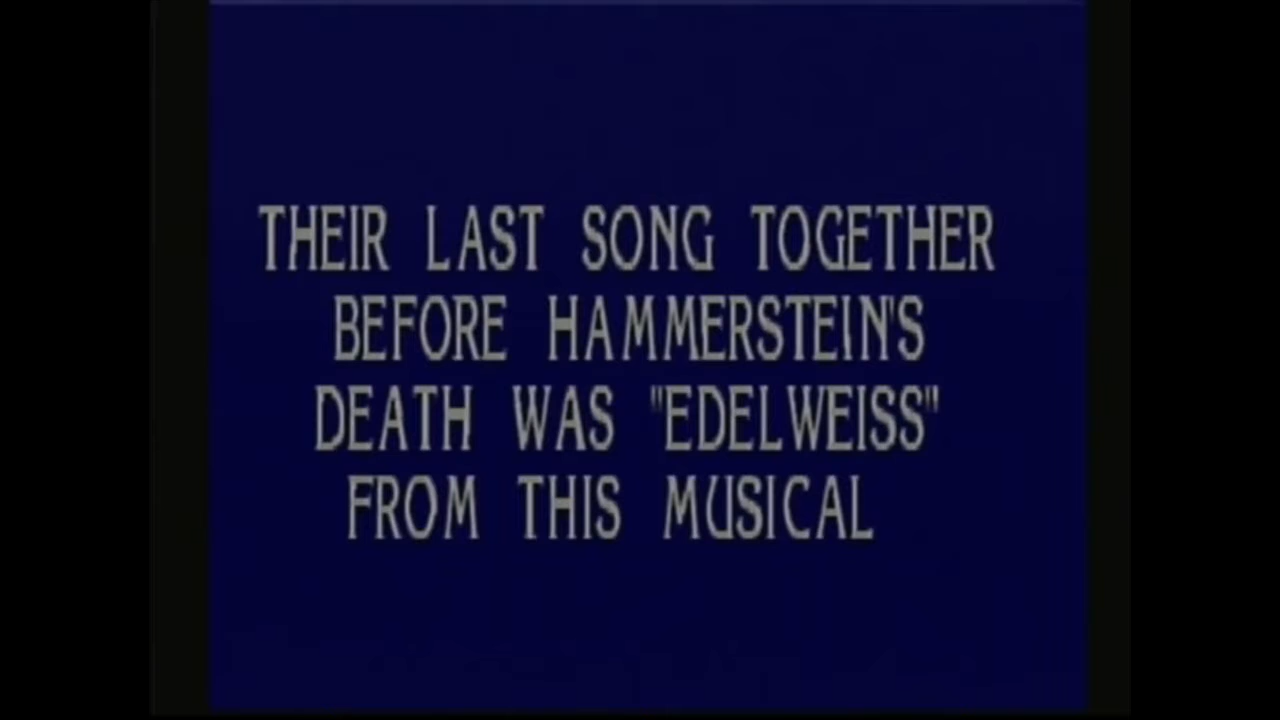 THEIR LAST SONG TOGETHER
BEFORE HAMMERSTEIN'S
DEATH WAS "EDELWEISS"
FROM THIS MUSICAL